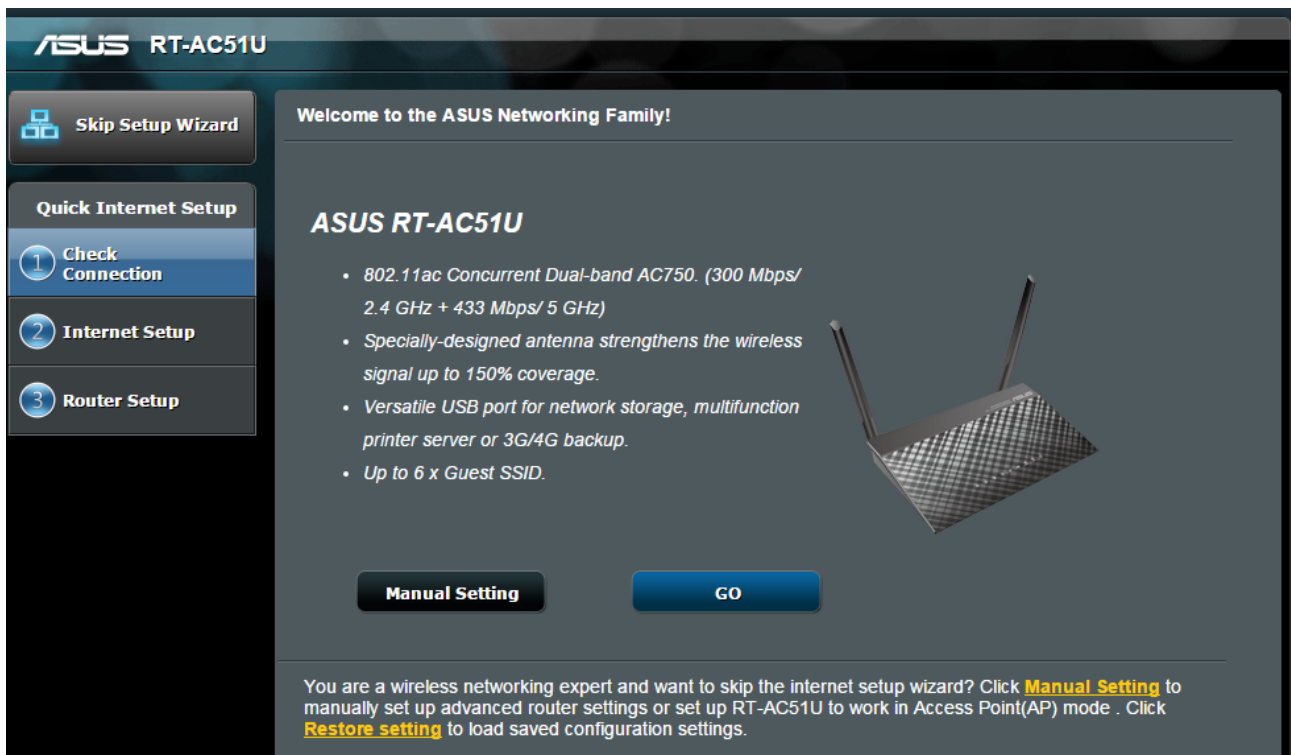 ASUS RT-AC51U
Skip Setup Wizard
Quick Internet Setup
1 Check
Connection
2 Internet Setup
3 Router Setup
Welcome to the ASUS Networking Family!
ASUS RT-AC51U
• 802.11ac Concurrent Dual-band AC750. (300 Mbps/
2.4 GHz + 433 Mbps/ 5 GHz)
• Specially-designed antenna strengthens the wireless
signal up to 150% coverage.
• Versatile USB port for network storage, multifunction
printer server or 3G/4G backup.
• Up to 6 x Guest SSID.
Manual Setting
GO
You are a wireless networking expert and want to skip the internet setup wizard? Click Manual Setting to
manually set up advanced router settings or set up RT-AC51U to work in Access Point(AP) mode . Click
Restore setting to load saved configuration settings.